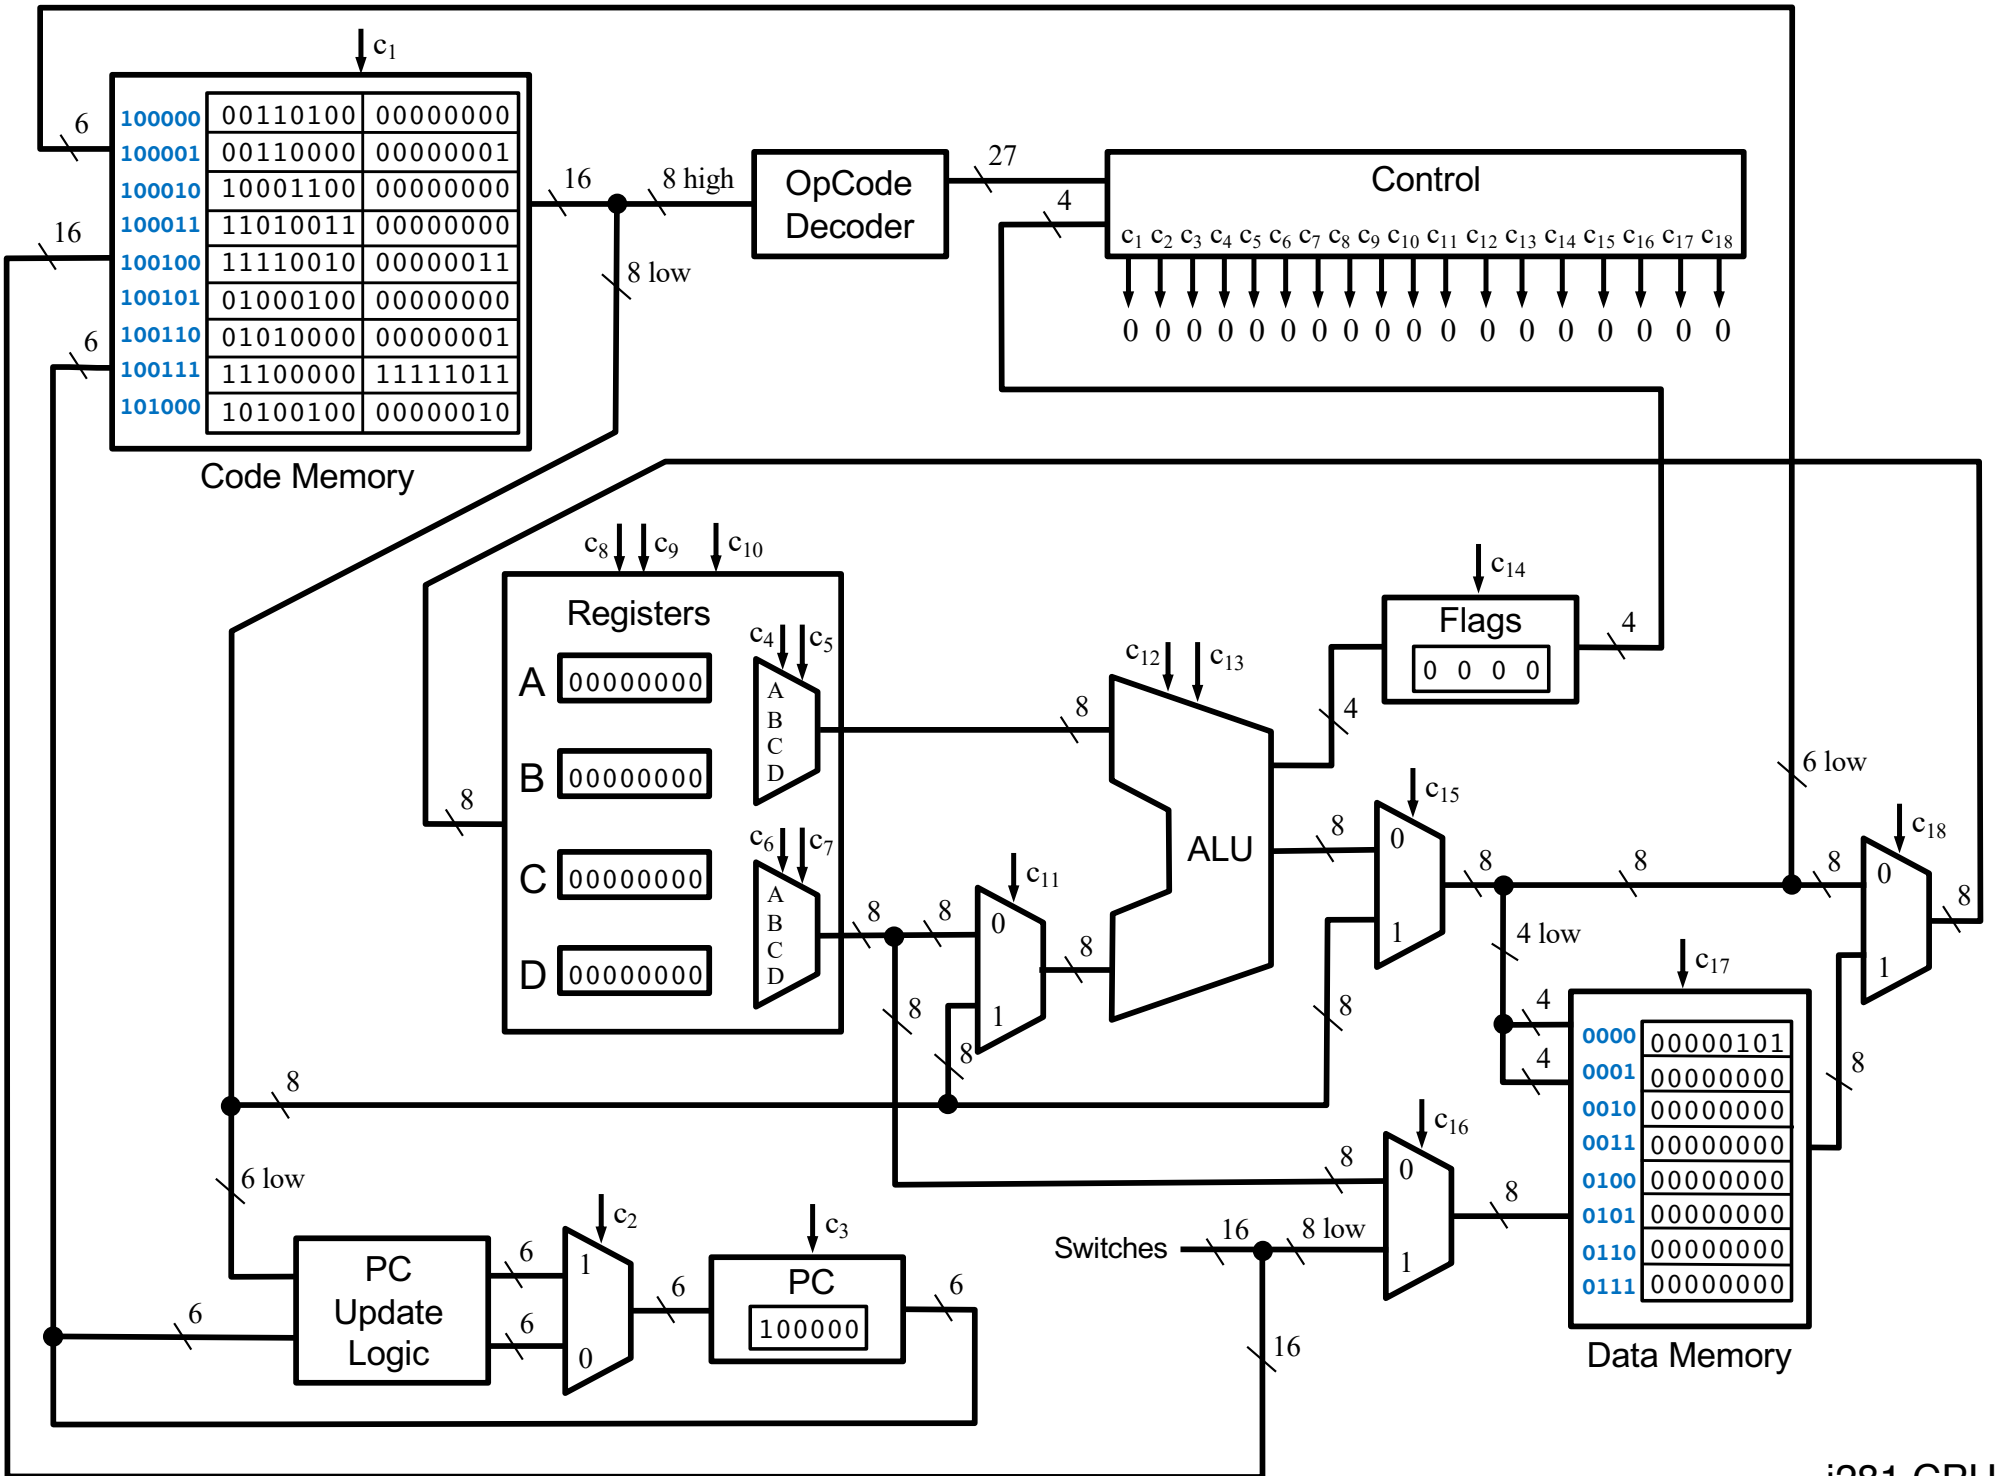 c1
6
100000 00110100 00000000
100001 00110000 00000001
100010 10001100 00000000
100011 11010011 00000000
100100 11110010 00000011
100101 01000100 00000000
100110 01010000 00000001
100111 11100000 11111011
101000 10100100 00000010
16
6
Code Memory
16
8 high
8 low
OpCode
Decoder
27
4
Control
c1 c2 c3 c4 c5 c6 c7 c8 c9 c10 c11 c12 c13 c14 c15 c16 c17 c18
0 0 0 0 0 0 0 0 0 0 0 0 0 0 0 0 0 0
c8 c9 c10
Registers
A 00000000
B 00000000
C 00000000
D 00000000
8
c4 c5
A
B
C
D
c6 c7
A
B
C
D
8
8
8
8
c11
0
1
8
8
c12 c13
ALU
c14
Flags
0 0 0 0
4
4
8
c15
0
1
8
8
8
6 low
8
c18
0
1
8
4 low
4
4
c17
0000 00000101
0001 00000000
0010 00000000
0011 00000000
0100 00000000
0101 00000000
0110 00000000
0111 00000000
Data Memory
8
8
c16
8
0
1
8
Switches
16
8 low
16
6 low
6
PC
Update
Logic
6
6
c2
1
0
6
c3
PC
100000
6